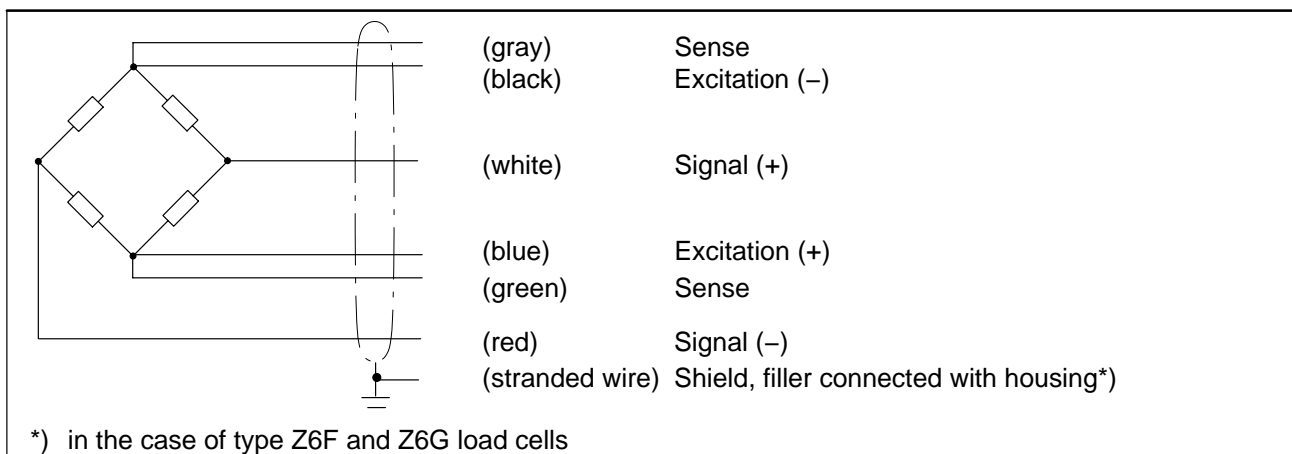 (gray) Sense
(black) Excitation (−)
(white) Signal (+)
(blue) Excitation (+)
(green) Sense
(red) Signal (−)
(stranded wire) Shield, filler connected with housing*)
*) in the case of type Z6F and Z6G load cells